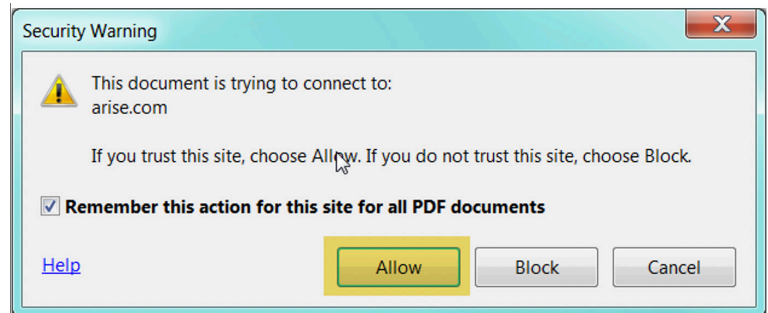 Security Warning
This document is trying to connect to:
arise.com
If you trust this site, choose Allow. If you do not trust this site, choose Block.
Remember this action for this site for all PDF documents
Help
Allow
Block
Cancel